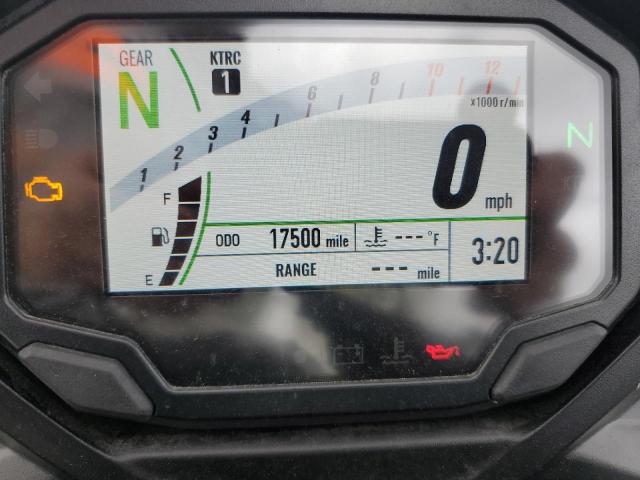 GEAR
N
KTRC
1
1 2 3 4 6 8 10 12
x1000 r/min
0 mph
N
F
E
ODO 17500 mile --- °F
RANGE --- mile
3:20